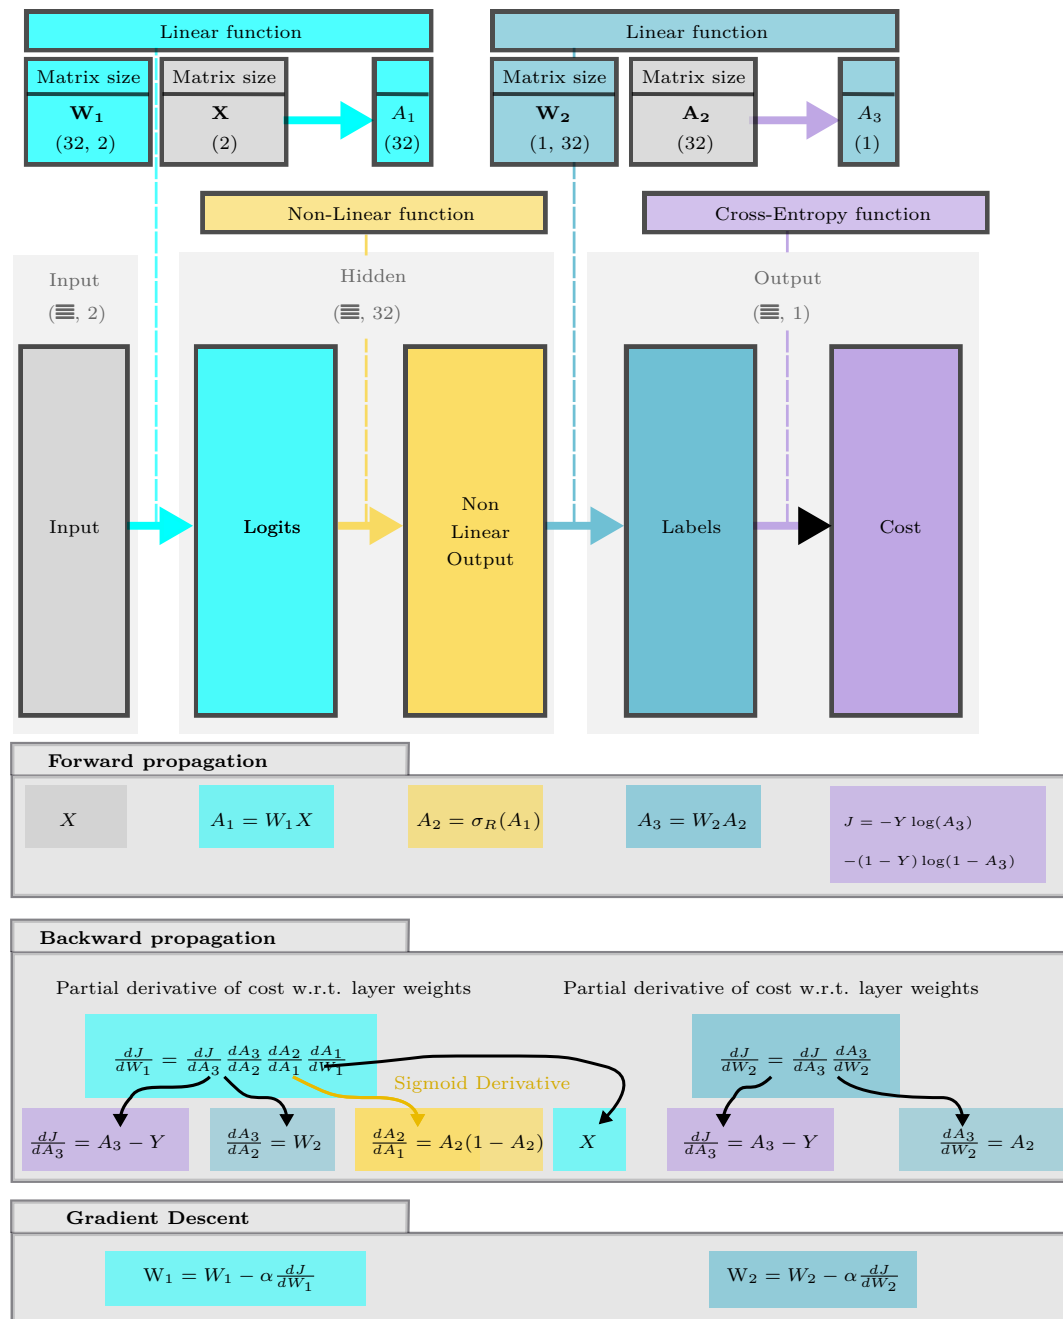 Linear function
Linear function
Matrix size
Matrix size
Matrix size
Matrix size
W₁
X
A₁
W₂
A₂
A₃
(32, 2)
(2)
(32)
(1, 32)
(32)
(1)
Non-Linear function
Cross-Entropy function
Input
Hidden
Output
(𝌆, 2)
(𝌆, 32)
(𝌆, 1)
Input
Logits
Non
Linear
Output
Labels
Cost
Forward propagation
X
A₁ = W₁X
A₂ = σ_R(A₁)
A₃ = W₂A₂
J = −Y log(A₃)
−(1 − Y) log(1 − A₃)
Backward propagation
Partial derivative of cost w.r.t. layer weights
Partial derivative of cost w.r.t. layer weights
dJ/dW₁ = dJ/dA₃ dA₃/dA₂ dA₂/dA₁ dA₁/dW₁
dJ/dW₂ = dJ/dA₃ dA₃/dW₂
Sigmoid Derivative
dJ/dA₃ = A₃ − Y
dA₃/dA₂ = W₂
dA₂/dA₁ = A₂(1 − A₂)
X
dJ/dA₃ = A₃ − Y
dA₃/dW₂ = A₂
Gradient Descent
W₁ = W₁ − α dJ/dW₁
W₂ = W₂ − α dJ/dW₂